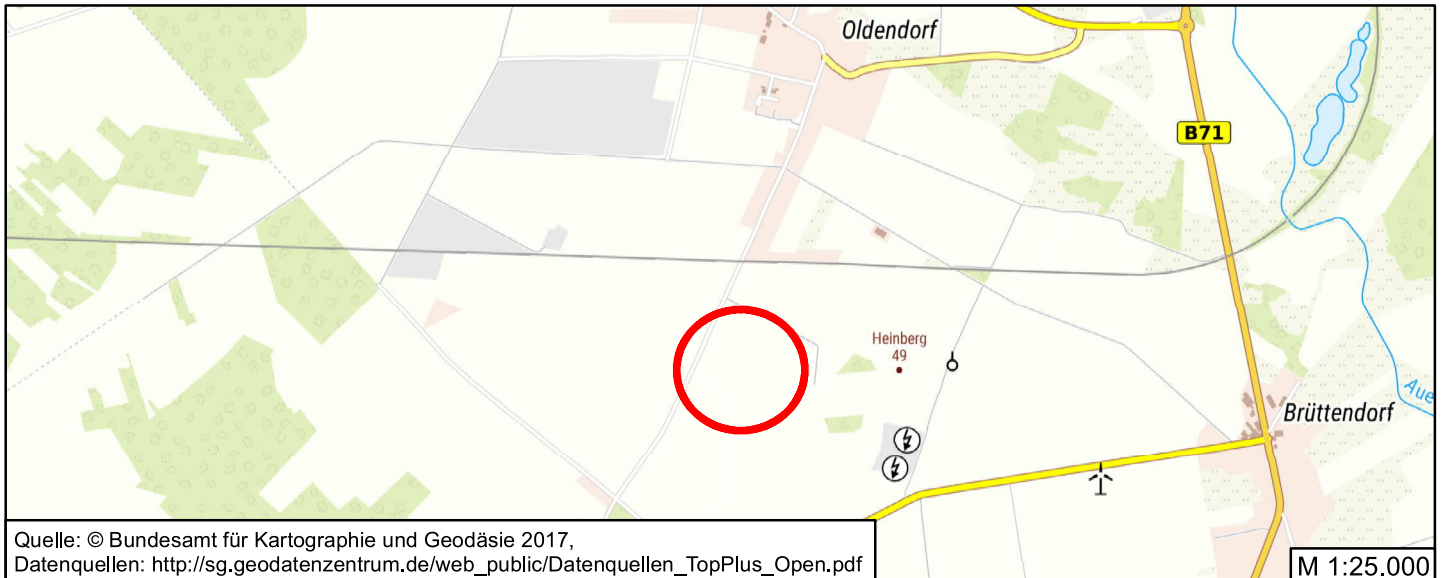 Oldendorf
B71
Heinberg
49
Brüttendorf
Aue
Quelle: © Bundesamt für Kartographie und Geodäsie 2017,
Datenquellen: http://sg.geodatenzentrum.de/web_public/Datenquellen_TopPlus_Open.pdf
M 1:25.000